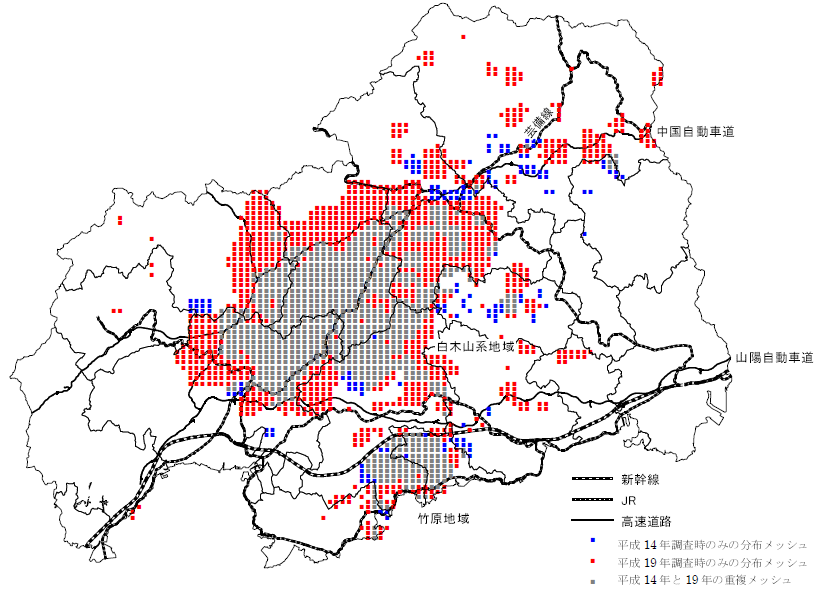 芸備線
中国自動車道
白木山系地域
山陽自動車道
新幹線
JR
竹原地域
高速道路
平成 14 年調査時のみの分布メッシュ
平成 19 年調査時のみの分布メッシュ
平成 14 年と 19 年の重複メッシュ